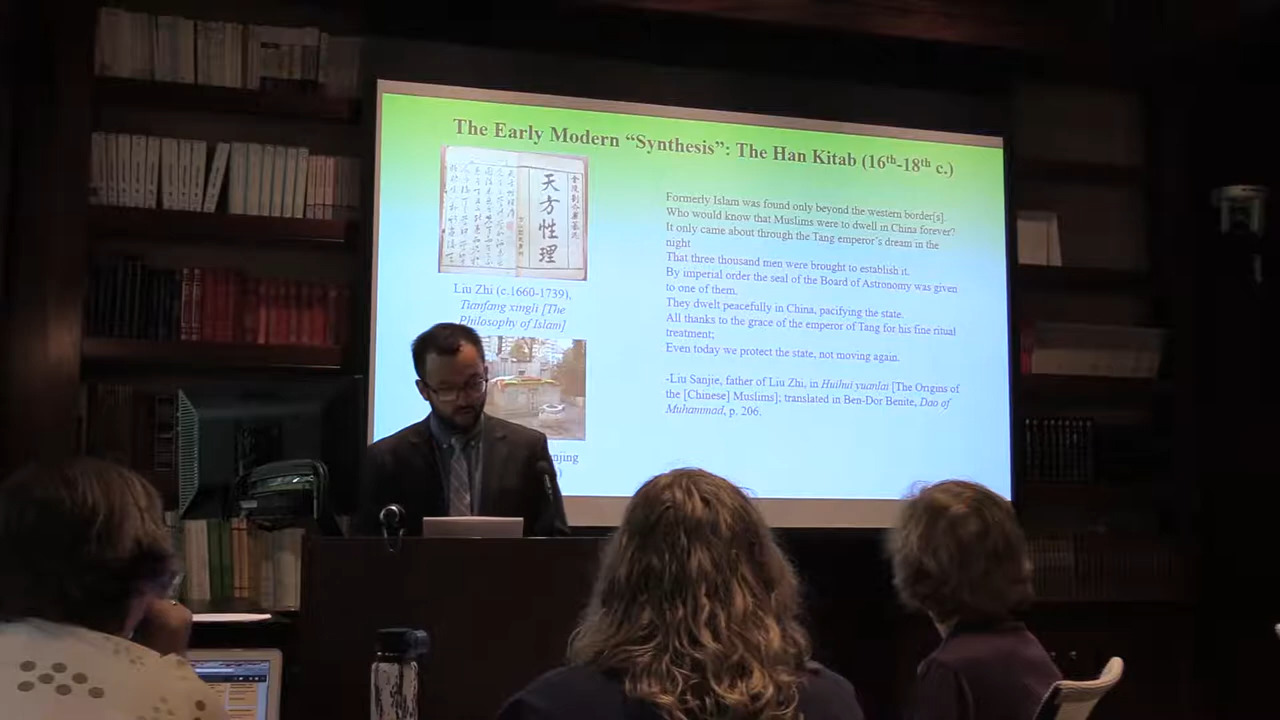 The Early Modern “Synthesis”: The Han Kitab (16th-18th c.)
天方性理
Liu Zhi (c.1660-1739),
Tianfang xingli [The
Philosophy of Islam]
njing
)
Formerly Islam was found only beyond the western border[s].
Who would know that Muslims were to dwell in China forever?
It only came about through the Tang emperor’s dream in the
night
That three thousand men were brought to establish it.
By imperial order the seal of the Board of Astronomy was given
to one of them.
They dwelt peacefully in China, pacifying the state.
All thanks to the grace of the emperor of Tang for his fine ritual
treatment;
Even today we protect the state, not moving again.
-Liu Sanjie, father of Liu Zhi, in Huihui yuanlai [The Origins of
the [Chinese] Muslims]; translated in Ben-Dor Benite, Dao of
Muhammad, p. 206.